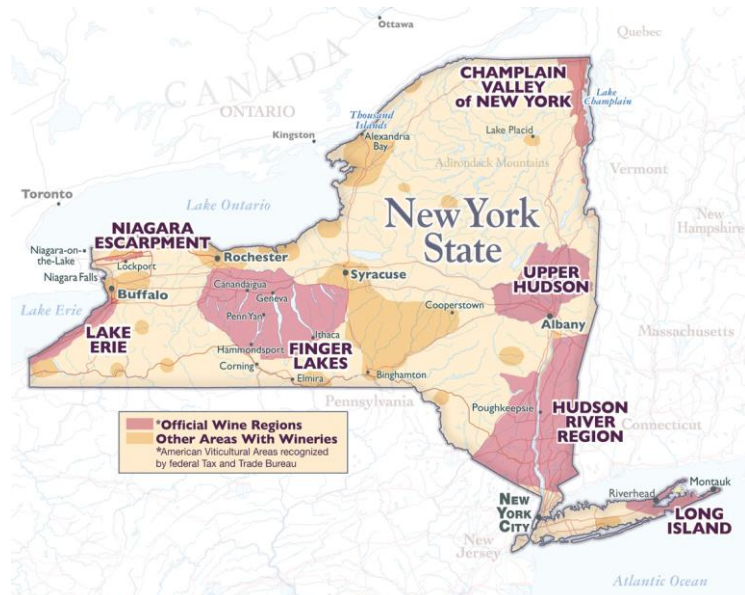 Ottawa
Quebec
CANADA
ONTARIO
CHAMPLAIN
VALLEY
of NEW YORK
Lake
Champlain
Thousand
Islands
Alexandria
Bay
Kingston
Lake Placid
Adirondack Mountains
Vermont
Toronto
Lake Ontario
New
Hampshire
New York
State
NIAGARA
ESCARPMENT
Niagara-on-
the-Lake
Lockport
Niagara Falls
Rochester
Syracuse
UPPER
HUDSON
Buffalo
Canandaigua
Geneva
Cooperstown
Lake Erie
Penn Yan
Albany
LAKE
ERIE
Ithaca
Massachusetts
Hammondsport
FINGER
LAKES
Corning
Elmira
Binghamton
Pennsylvania
Poughkeepsie
HUDSON
RIVER
REGION
Connecticut
*Official Wine Regions
Other Areas With Wineries
*American Viticultural Areas recognized
by federal Tax and Trade Bureau
NEW
YORK
CITY
Riverhead
Montauk
LONG
ISLAND
New
Jersey
Atlantic Ocean